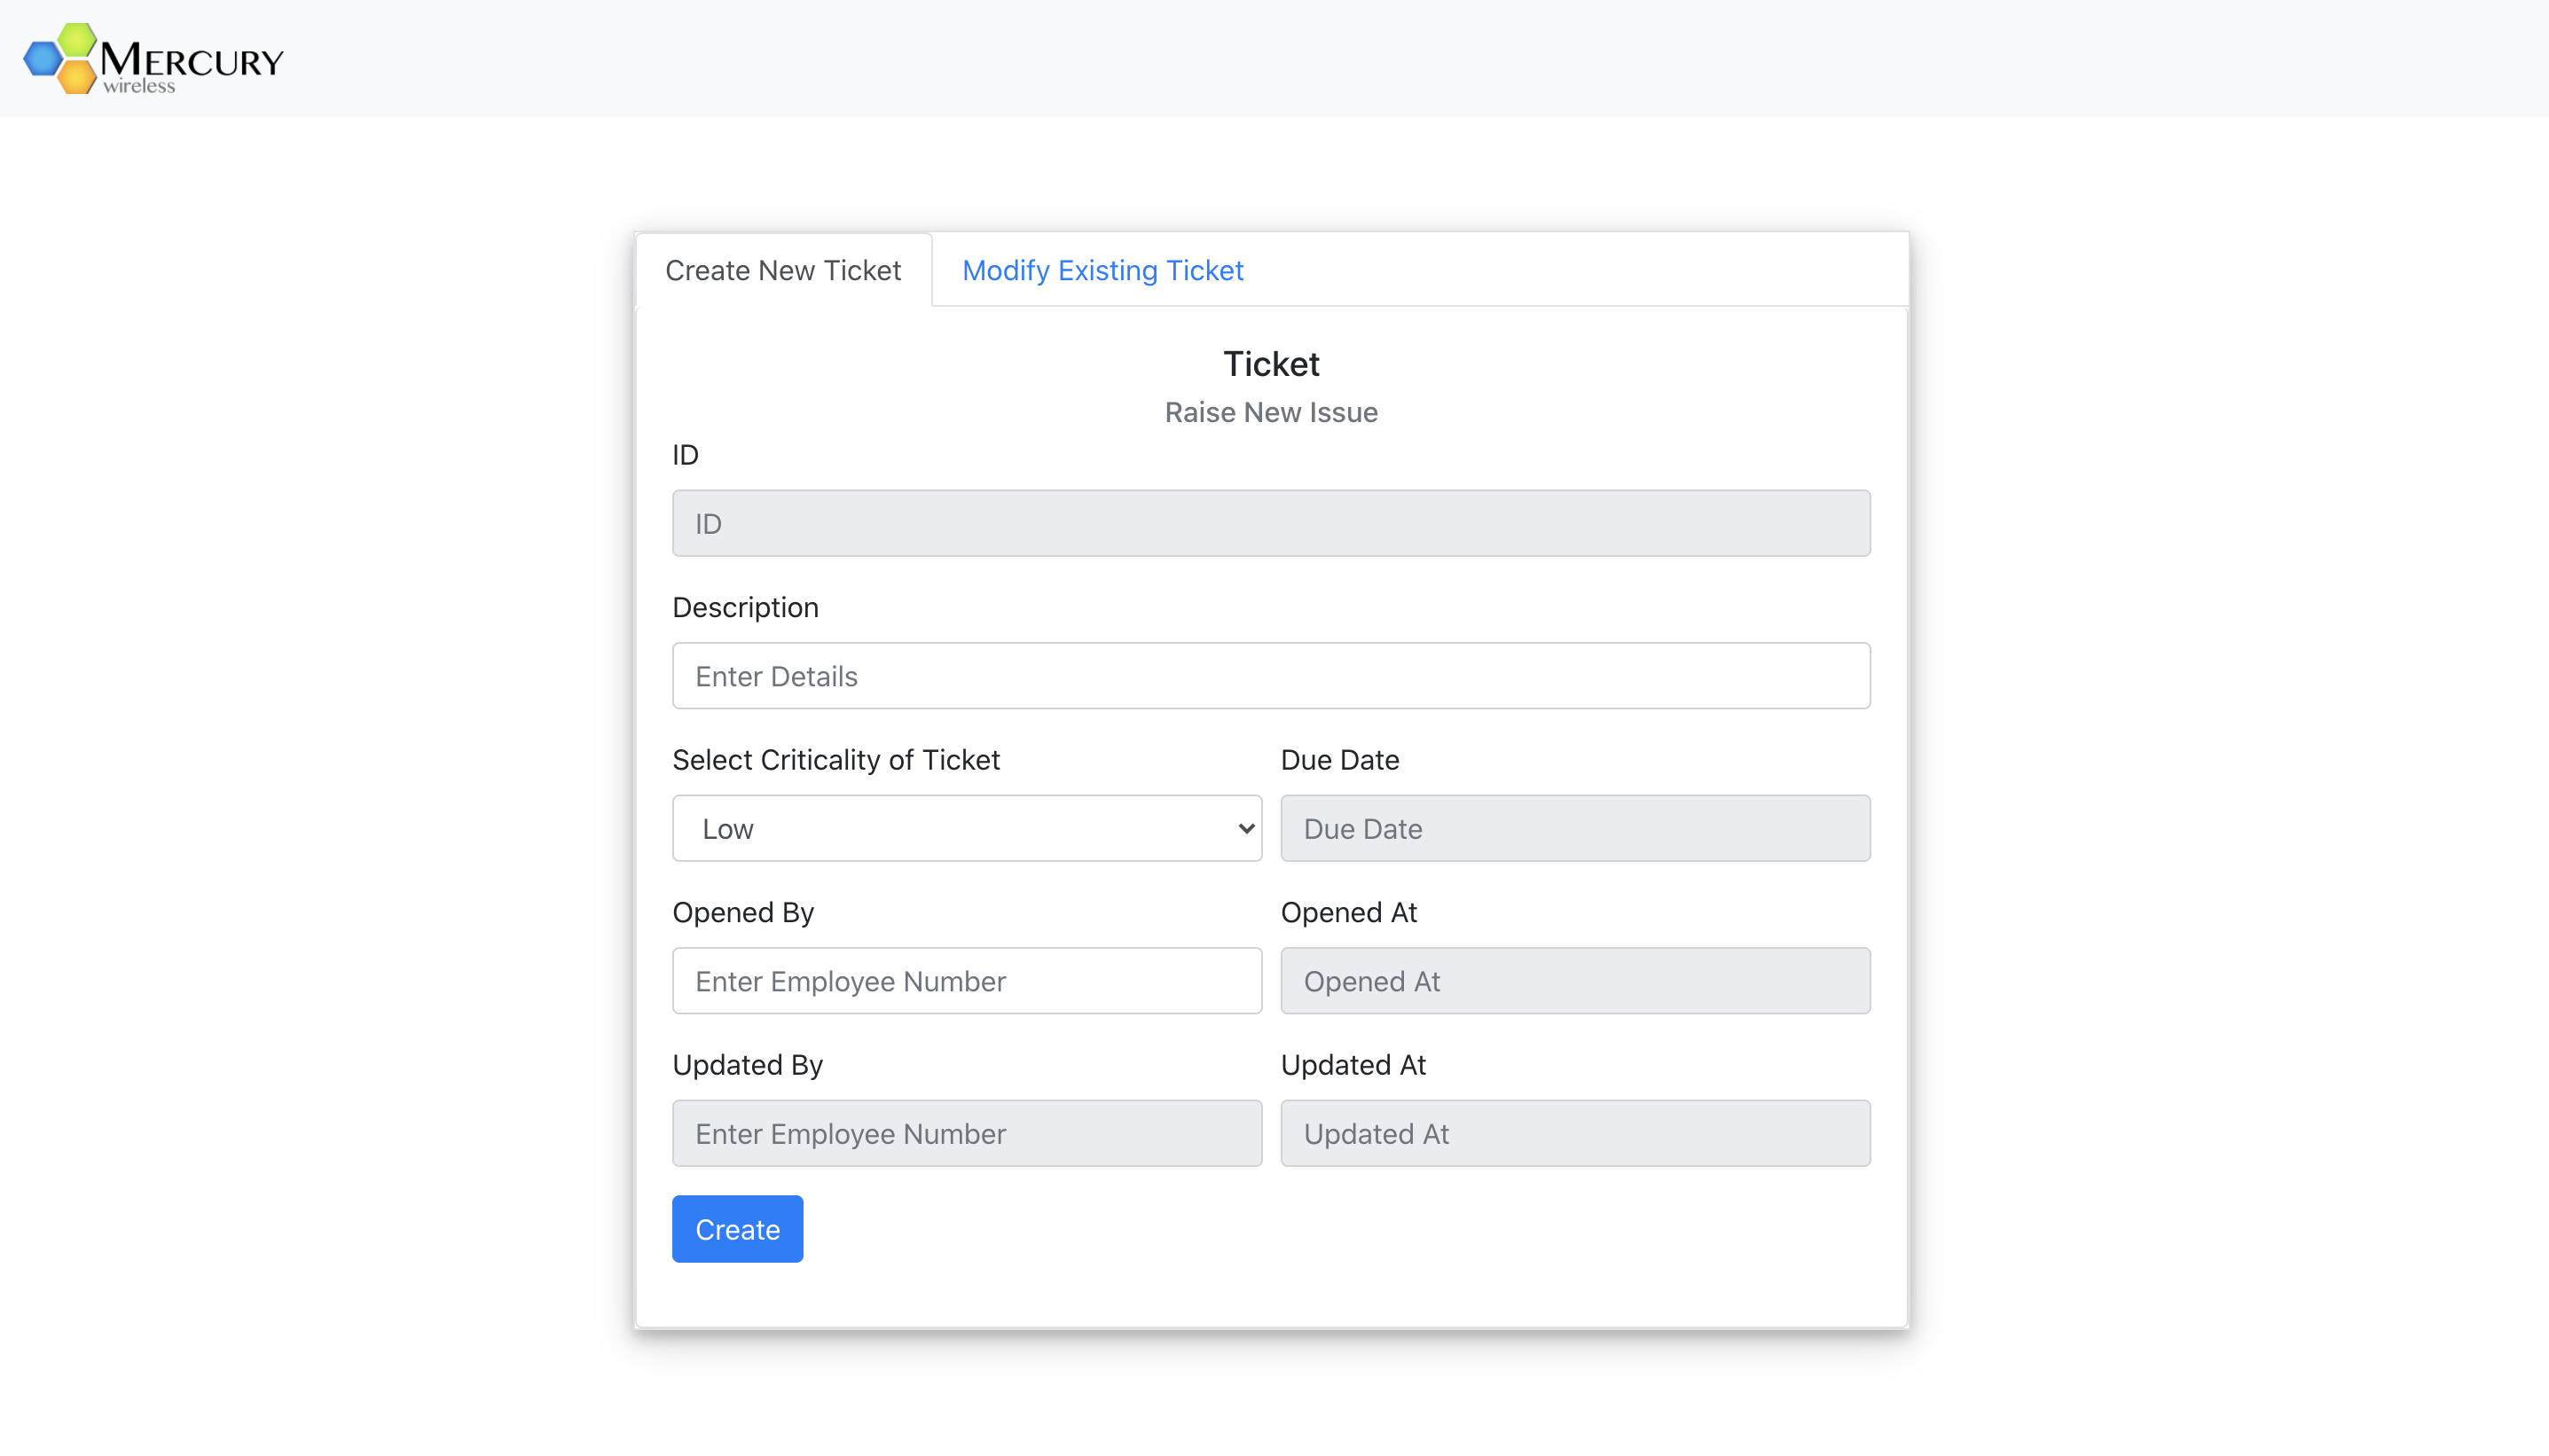 MERCURY
wireless
Create New Ticket
Modify Existing Ticket
Ticket
Raise New Issue
ID
ID
Description
Enter Details
Select Criticality of Ticket
Due Date
Low
Due Date
Opened By
Opened At
Enter Employee Number
Opened At
Updated By
Updated At
Enter Employee Number
Updated At
Create